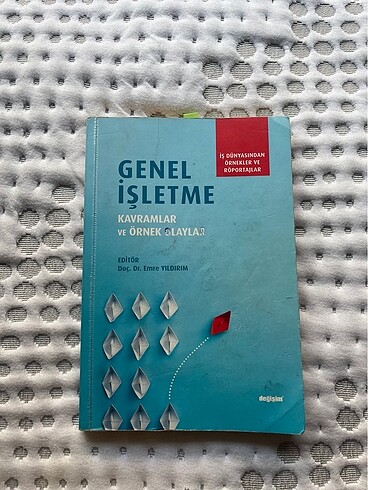 İŞ DÜNYASINDAN
ÖRNEKLER VE
RÖPORTAJLAR
GENEL
İŞLETME
KAVRAMLAR
VE ÖRNEK OLAYLAR
EDİTÖR
Doç. Dr. Emre YILDIRIM
değişim